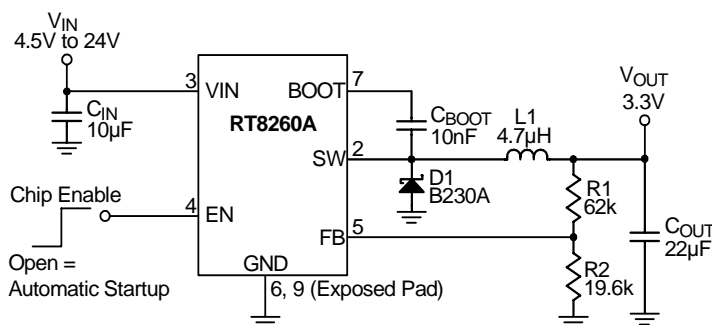 VIN
4.5V to 24V
CIN
10µF
3
VIN
BOOT
7
RT8260A
CBOOT
10nF
SW
2
L1
4.7µH
VOUT
3.3V
D1
B230A
R1
62k
Chip Enable
4
EN
FB
5
COUT
22µF
Open =
Automatic Startup
GND
6, 9 (Exposed Pad)
R2
19.6k